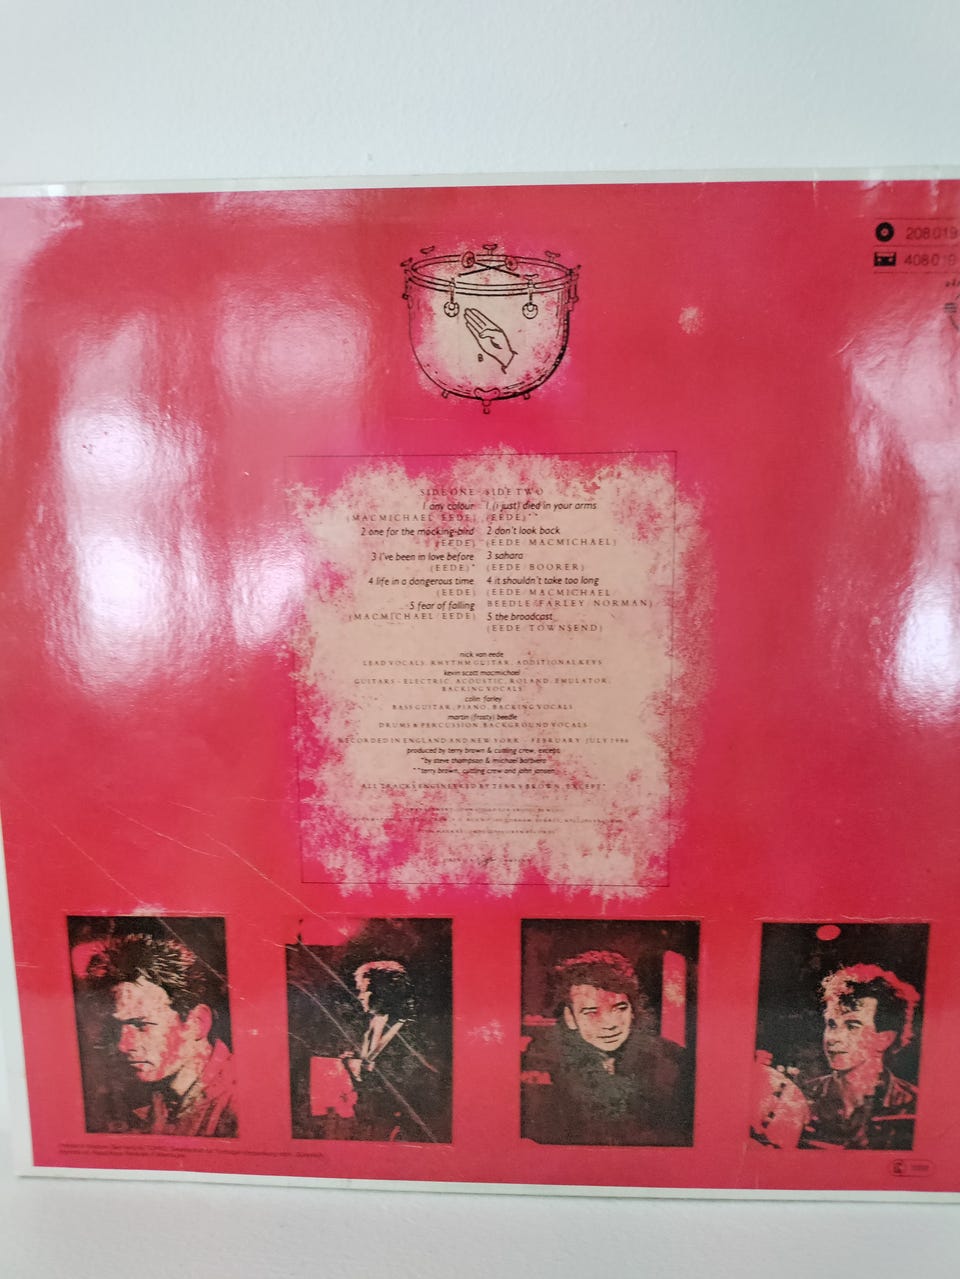 208 019
408 019
B
SIDE ONE SIDE TWO
1 any colour 1 (i just) died in your arms
(MACMICHAEL EEDE) (EEDE)**
2 one for the mocking-bird 2 don't look back
(EEDE) (EEDE MACMICHAEL)
3 I've been in love before 3 sahara
(EEDE)* (EEDE BOORER)
4 life in a dangerous time 4 it shouldn't take too long
(EEDE) (EEDE MACMICHAEL
5 fear of falling BEEDLE FARLEY NORMAN)
(MACMICHAEL EEDE) 5 the broadcast
(EEDE TOWNSEND)
nick van eede
LEAD VOCALS, RHYTHM GUITAR, ADDITIONAL KEYS
kevin scott macmichael
GUITARS - ELECTRIC, ACOUSTIC, ROLAND, EMULATOR,
BACKING VOCALS
colin farley
BASS GUITAR, PIANO, BACKING VOCALS
martin (frosty) beedle
DRUMS & PERCUSSION, BACKGROUND VOCALS
RECORDED IN ENGLAND AND NEW YORK - FEBRUARY JULY 1986
produced by terry brown & cutting crew, except
*by steve thompson & michael barbiero
**terry brown, cutting crew and john jansen
ALL TRACKS ENGINEERED BY TERRY BROWN, EXCEPT*